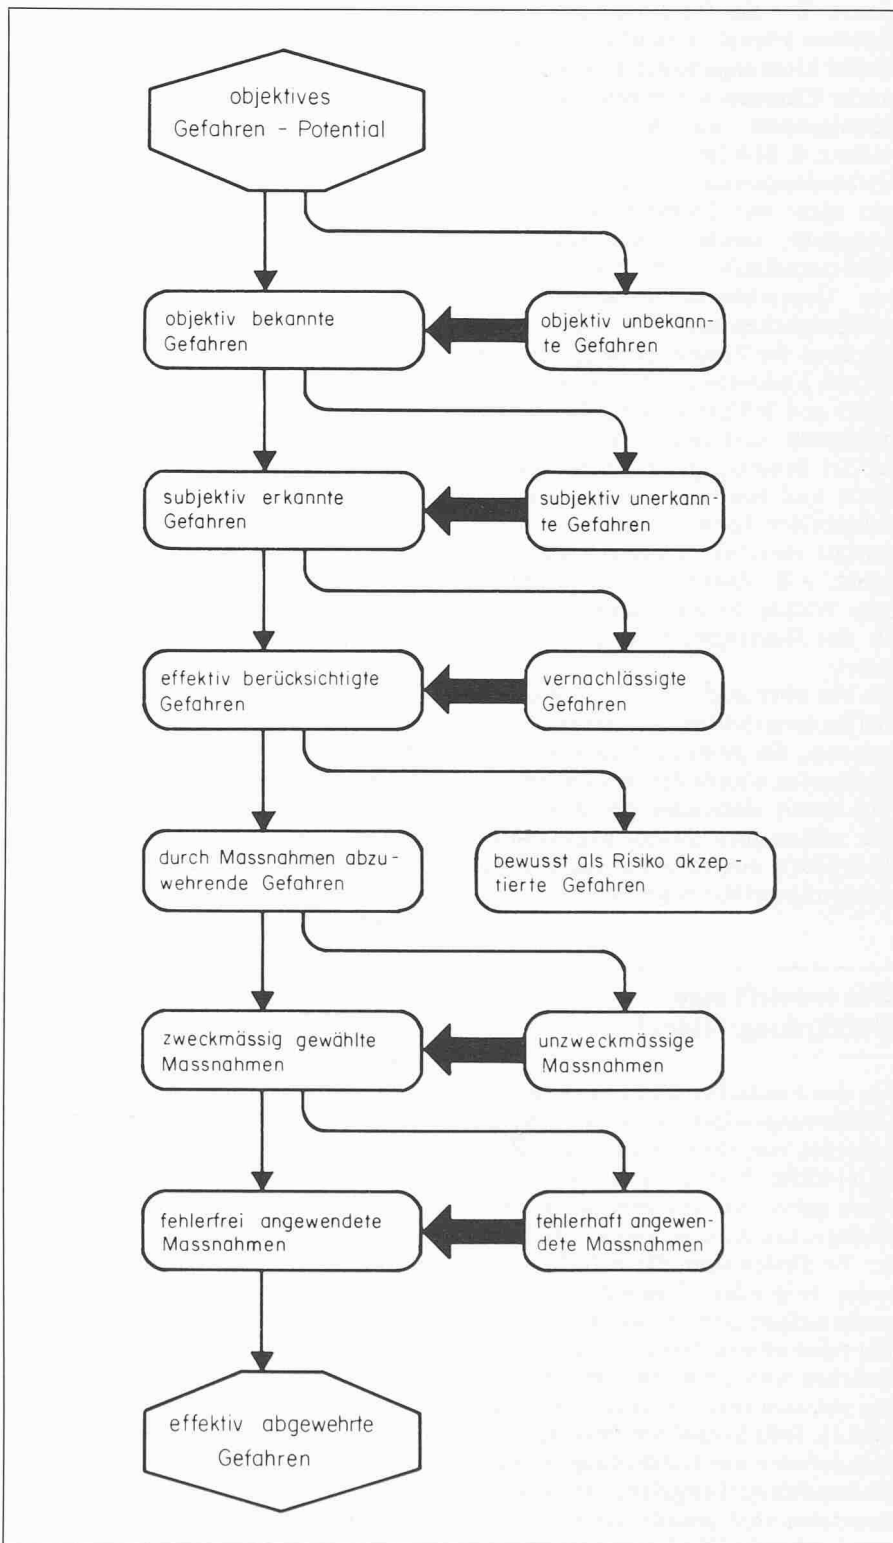 objektives
Gefahren - Potential
objektiv bekannte
Gefahren
objektiv unbekann-
te Gefahren
subjektiv erkannte
Gefahren
subjektiv unerkann-
te Gefahren
effektiv berücksichtigte
Gefahren
vernachlässigte
Gefahren
durch Massnahmen abzu-
wehrende Gefahren
bewusst als Risiko akzep-
tierte Gefahren
zweckmässig gewählte
Massnahmen
unzweckmässige
Massnahmen
fehlerfrei angewendete
Massnahmen
fehlerhaft angewen-
dete Massnahmen
effektiv abgewehrte
Gefahren